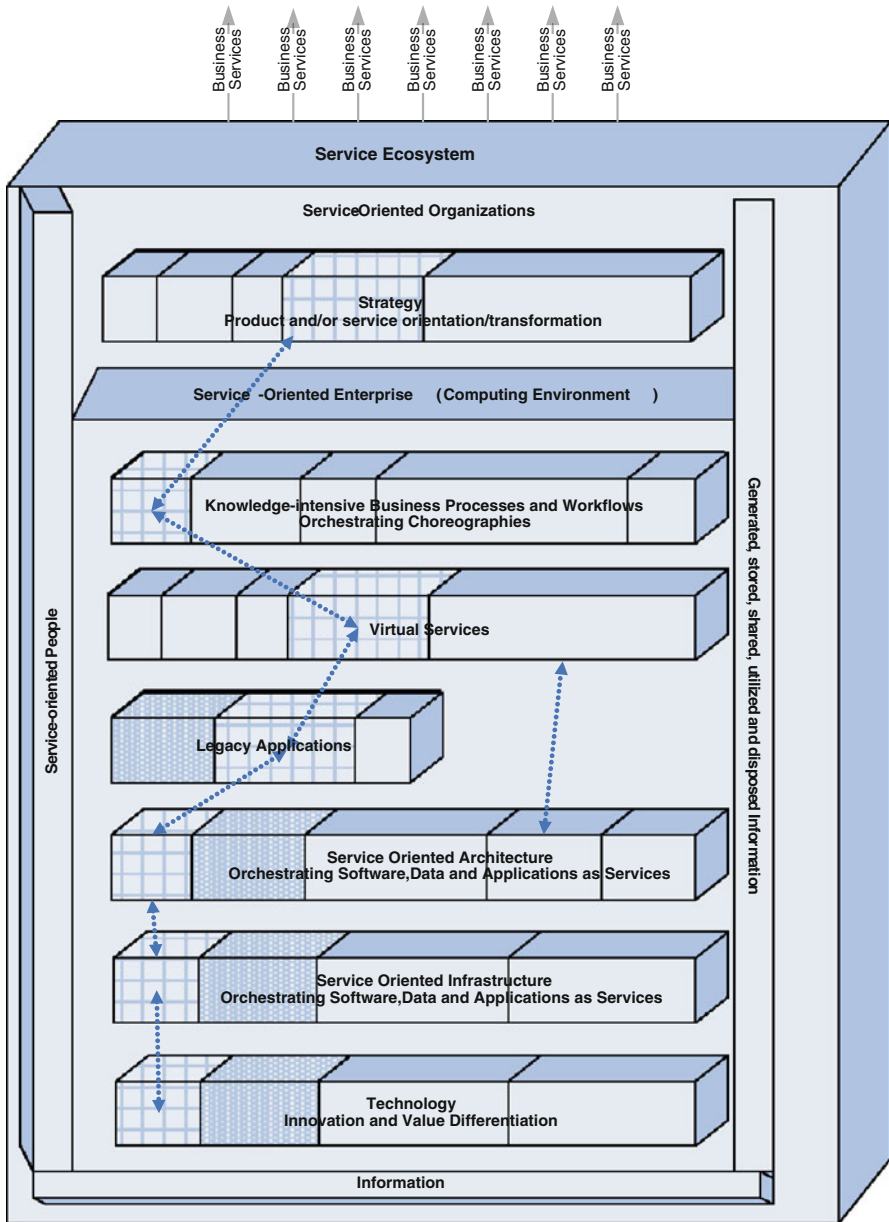 Business
Services
Business
Services
Business
Services
Business
Services
Business
Services
Business
Services
Business
Services
Service Ecosystem
ServiceOriented Organizations
Strategy
Product and/or service orientation/transformation
Service -Oriented Enterprise (Computing Environment )
Knowledge-intensive Business Processes and Workflows
Orchestrating Choreographies
Virtual Services
Legacy Applications
Service Oriented Architecture
Orchestrating Software,Data and Applications as Services
Service Oriented Infrastructure
Orchestrating Software,Data and Applications as Services
Technology
Innovation and Value Differentiation
Service-oriented People
Generated, stored, shared, utilized and disposed Information
Information